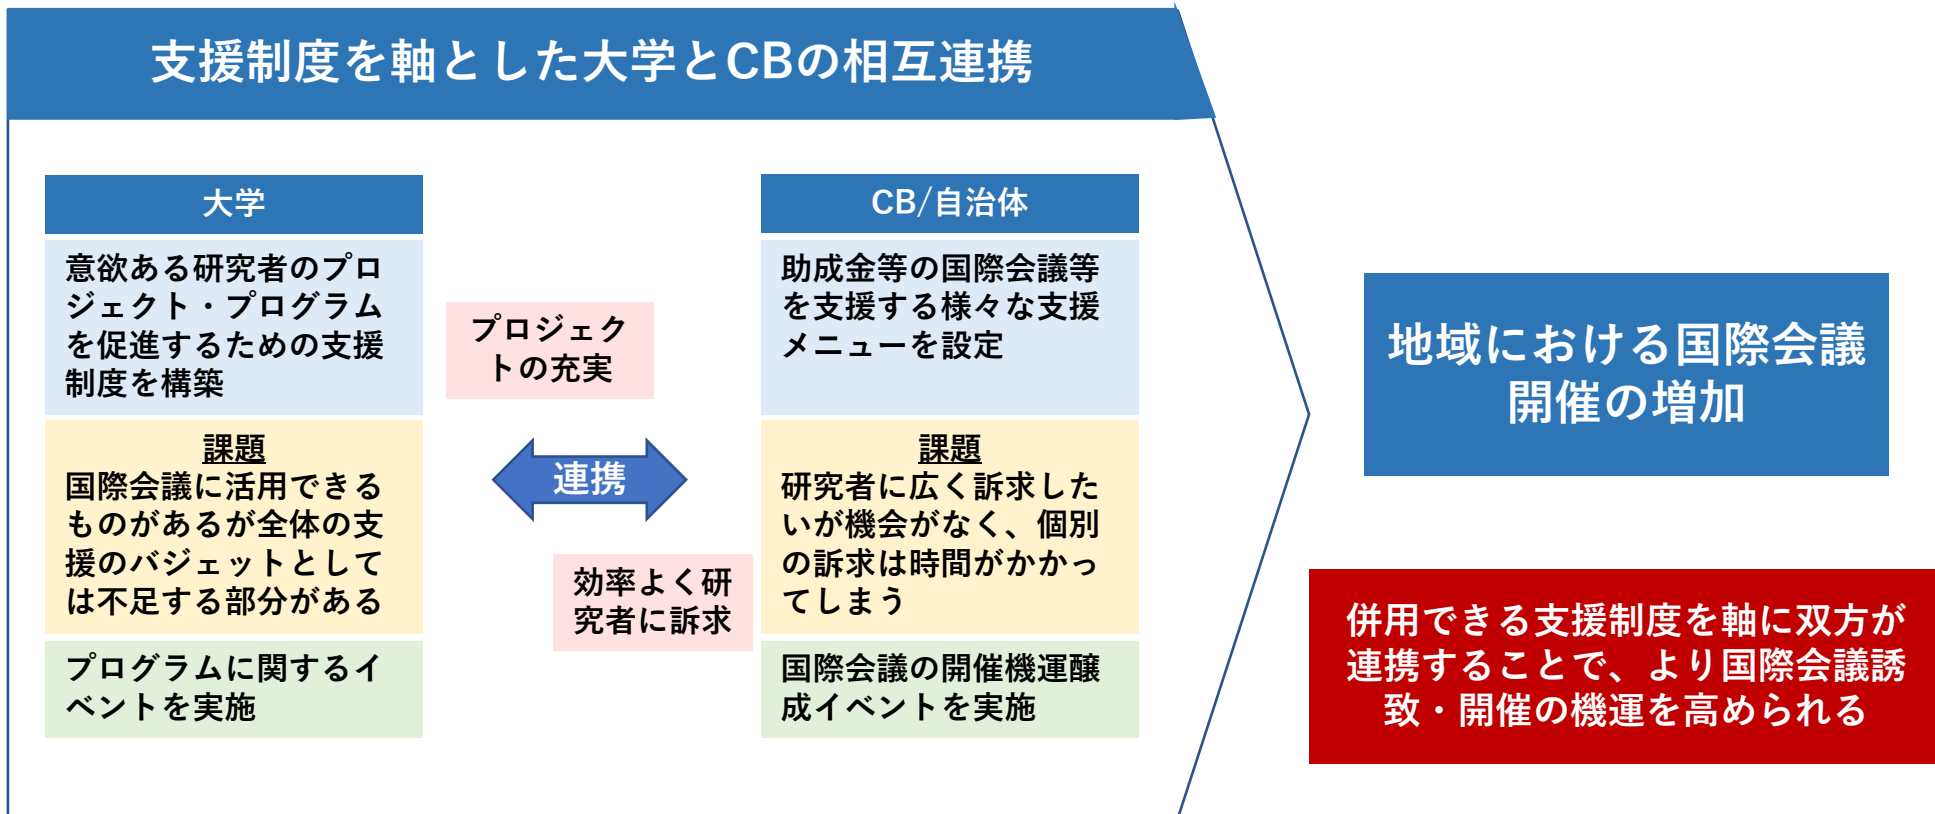 支援制度を軸とした大学とCBの相互連携
大学
意欲ある研究者のプロ
ジェクト・プログラム
を促進するための支援
制度を構築
課題
国際会議に活用できる
ものがあるが全体の支
援のバジェットとして
は不足する部分がある
プログラムに関するイ
ベントを実施
プロジェク
トの充実
連携
効率よく研
究者に訴求
CB/自治体
助成金等の国際会議等
を支援する様々な支援
メニューを設定
課題
研究者に広く訴求した
いが機会がなく、個別
の訴求は時間がかかっ
てしまう
国際会議の開催機運醸
成イベントを実施
地域における国際会議
開催の増加
併用できる支援制度を軸に双方が
連携することで、より国際会議誘
致・開催の機運を高められる